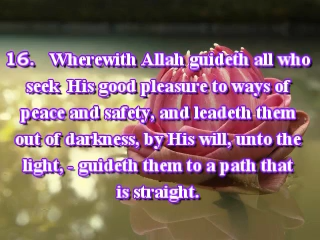 16. Wherewith Allah guideth all who
seek His good pleasure to ways of
peace and safety, and leadeth them
out of darkness, by His will, unto the
light, - guideth them to a path that
is straight.